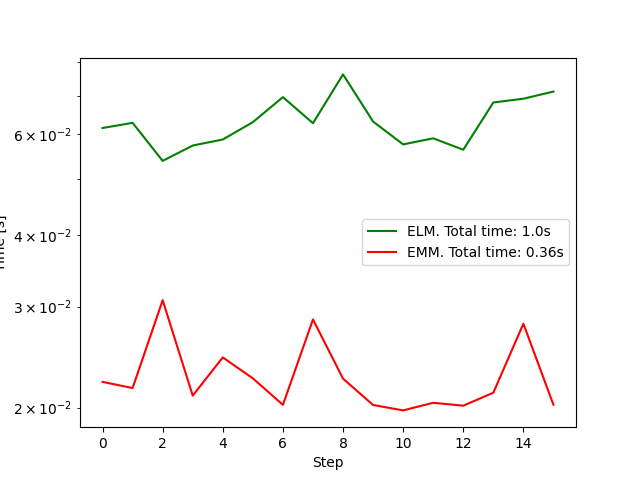 Time [s]
6 × 10⁻²
4 × 10⁻²
3 × 10⁻²
2 × 10⁻²
ELM. Total time: 1.0s
EMM. Total time: 0.36s
0 2 4 6 8 10 12 14
Step